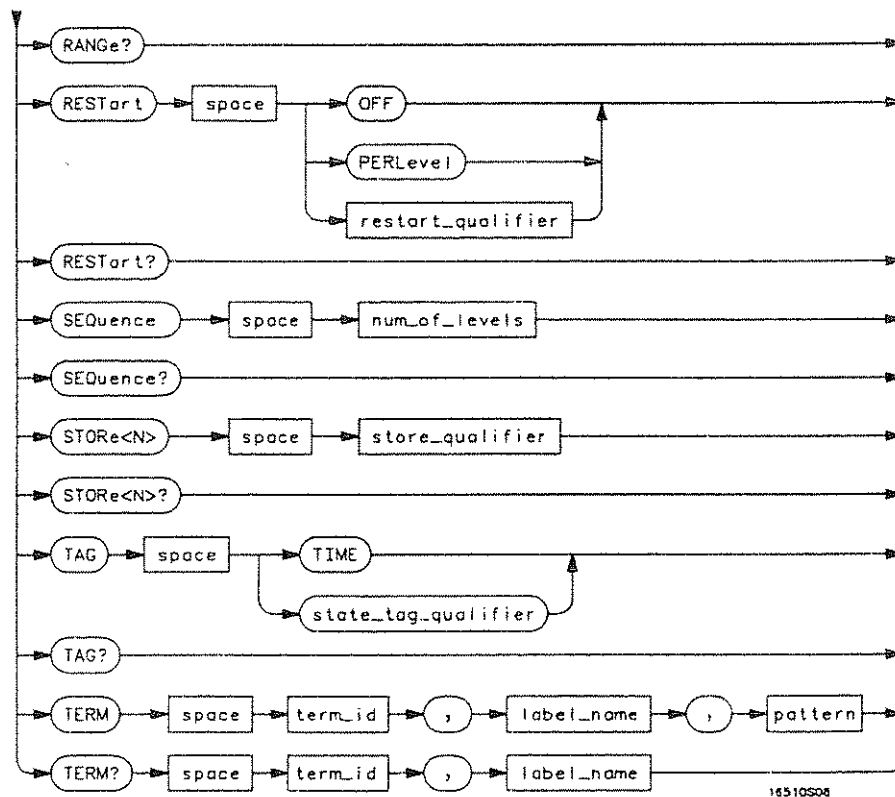 RANGe?
RESTart space OFF
PERLevel
restart_qualifier
RESTart?
SEQuence space num_of_levels
SEQuence?
STORe<N> space store_qualifier
STORe<N>?
TAG space TIME
state_tag_qualifier
TAG?
TERM space term_id , label_name , pattern
TERM? space term_id , label_name
16510S06